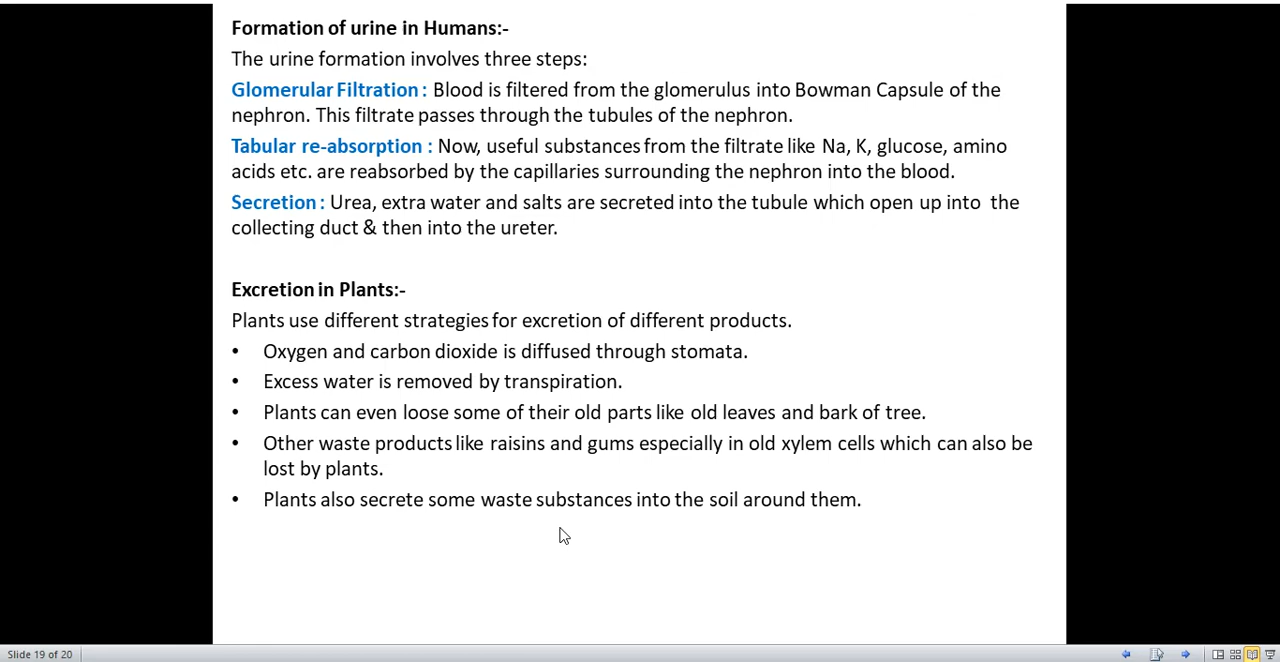 Formation of urine in Humans:-
The urine formation involves three steps:
Glomerular Filtration : Blood is filtered from the glomerulus into Bowman Capsule of the
nephron. This filtrate passes through the tubules of the nephron.
Tabular re-absorption : Now, useful substances from the filtrate like Na, K, glucose, amino
acids etc. are reabsorbed by the capillaries surrounding the nephron into the blood.
Secretion : Urea, extra water and salts are secreted into the tubule which open up into the
collecting duct & then into the ureter.
Excretion in Plants:-
Plants use different strategies for excretion of different products.
• Oxygen and carbon dioxide is diffused through stomata.
• Excess water is removed by transpiration.
• Plants can even loose some of their old parts like old leaves and bark of tree.
• Other waste products like raisins and gums especially in old xylem cells which can also be
lost by plants.
• Plants also secrete some waste substances into the soil around them.
Slide 19 of 20